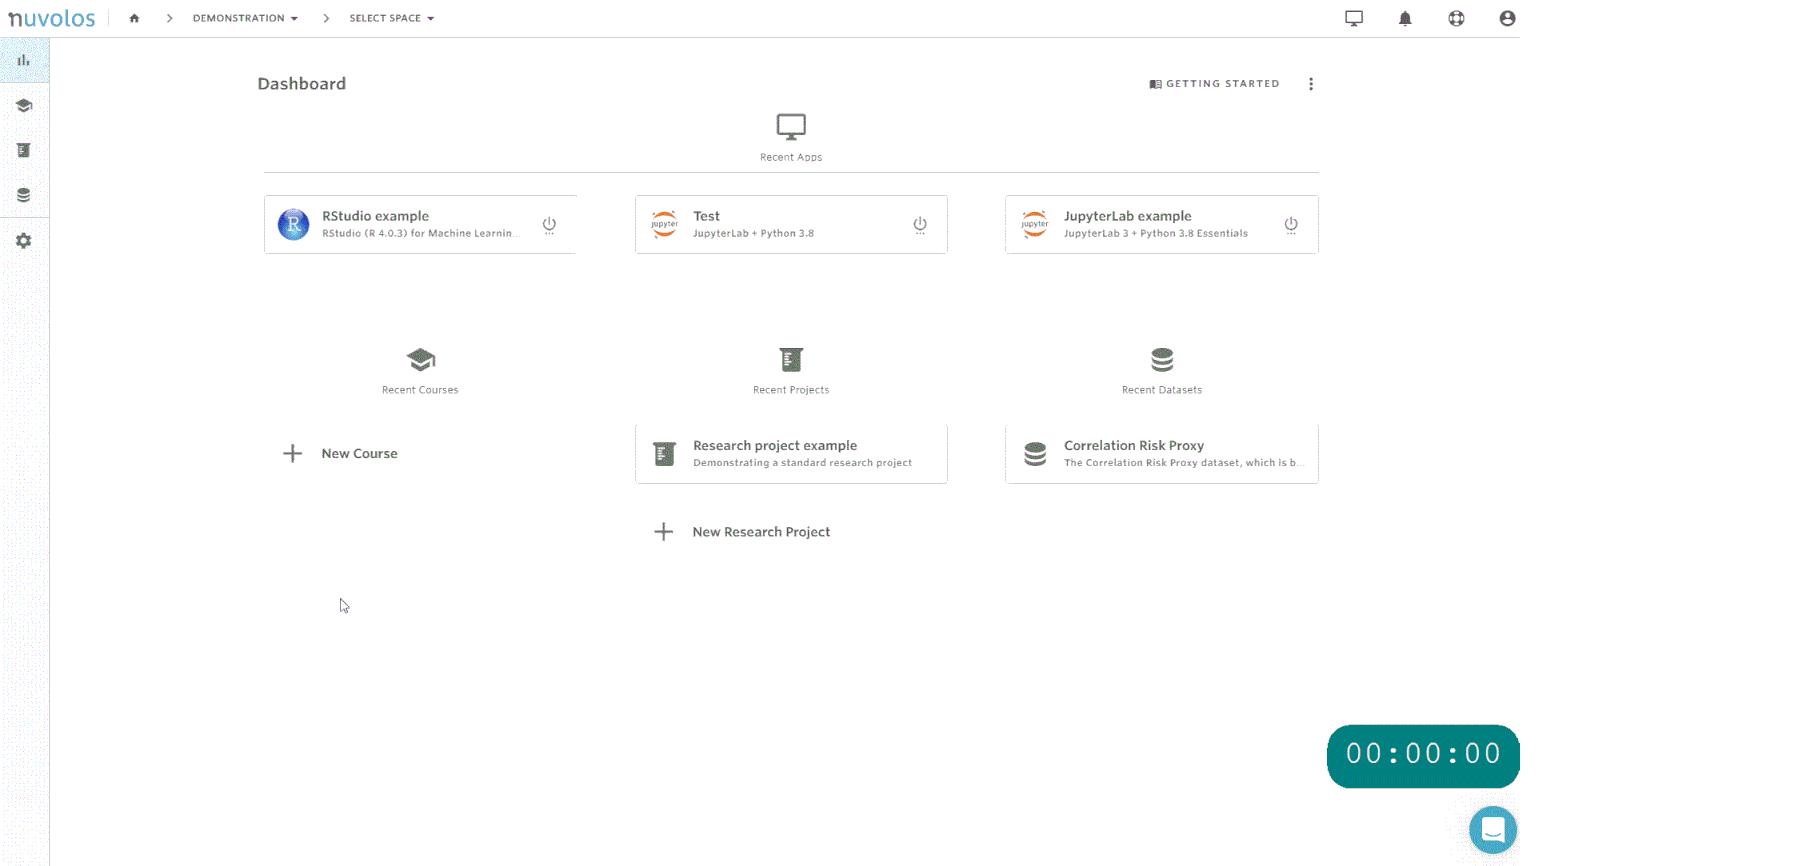 nuvolos
DEMONSTRATION
SELECT SPACE
Dashboard
GETTING STARTED
Recent Apps
RStudio example
RStudio (R 4.0.3) for Machine Learnin...
Test
JupyterLab + Python 3.8
JupyterLab example
JupyterLab 3 + Python 3.8 Essentials
R
jupyter
jupyter
Recent Courses
Recent Projects
Recent Datasets
New Course
Research project example
Demonstrating a standard research project
Correlation Risk Proxy
The Correlation Risk Proxy dataset, which is b...
New Research Project
00:00:00